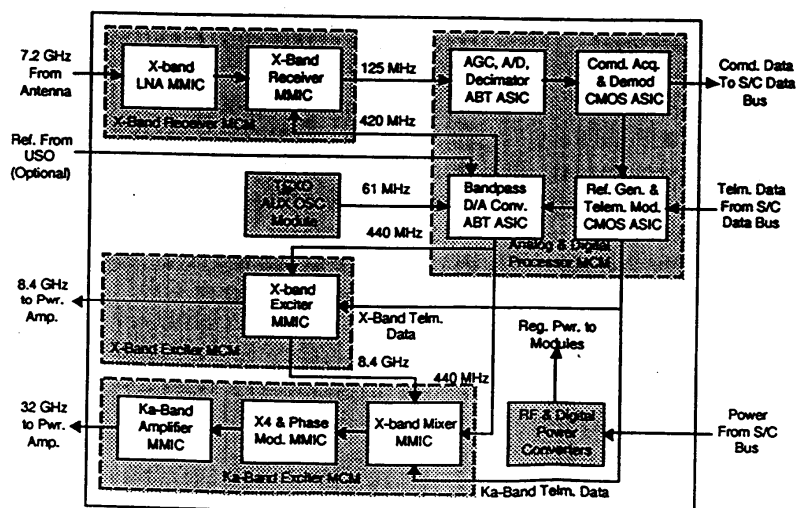 7.2 GHz
From
Antenna
X-band
LNA MMIC
X-Band
Receiver
MMIC
125 MHz
AGC, A/D,
Decimator
ABT ASIC
Comd. Acq.
& Demod
CMOS ASIC
Comd. Data
To S/C Data
Bus
X-Band Receiver MCM
420 MHz
Ref. From
USO
(Optional)
AUX OSC
Module
61 MHz
Bandpass
D/A Conv.
ABT ASIC
Ref. Gen. &
Telem. Mod.
CMOS ASIC
Telm. Data
From S/C
Data Bus
440 MHz
Analog & Digital
Processor MCM
8.4 GHz
to Pwr.
Amp.
X-band
Exciter
MMIC
X-Band Telm.
Data
X-Band Exciter MCM
Reg. Pwr. to
Modules
8.4 GHz
440 MHz
32 GHz
to Pwr.
Amp.
Ka-Band
Amplifier
MMIC
X4 & Phase
Mod. MMIC
X-band Mixer
MMIC
RF & Digital
Power
Converters
Power
From S/C
Bus
Ka-Band Exciter MCM
Ka-Band Telm. Data